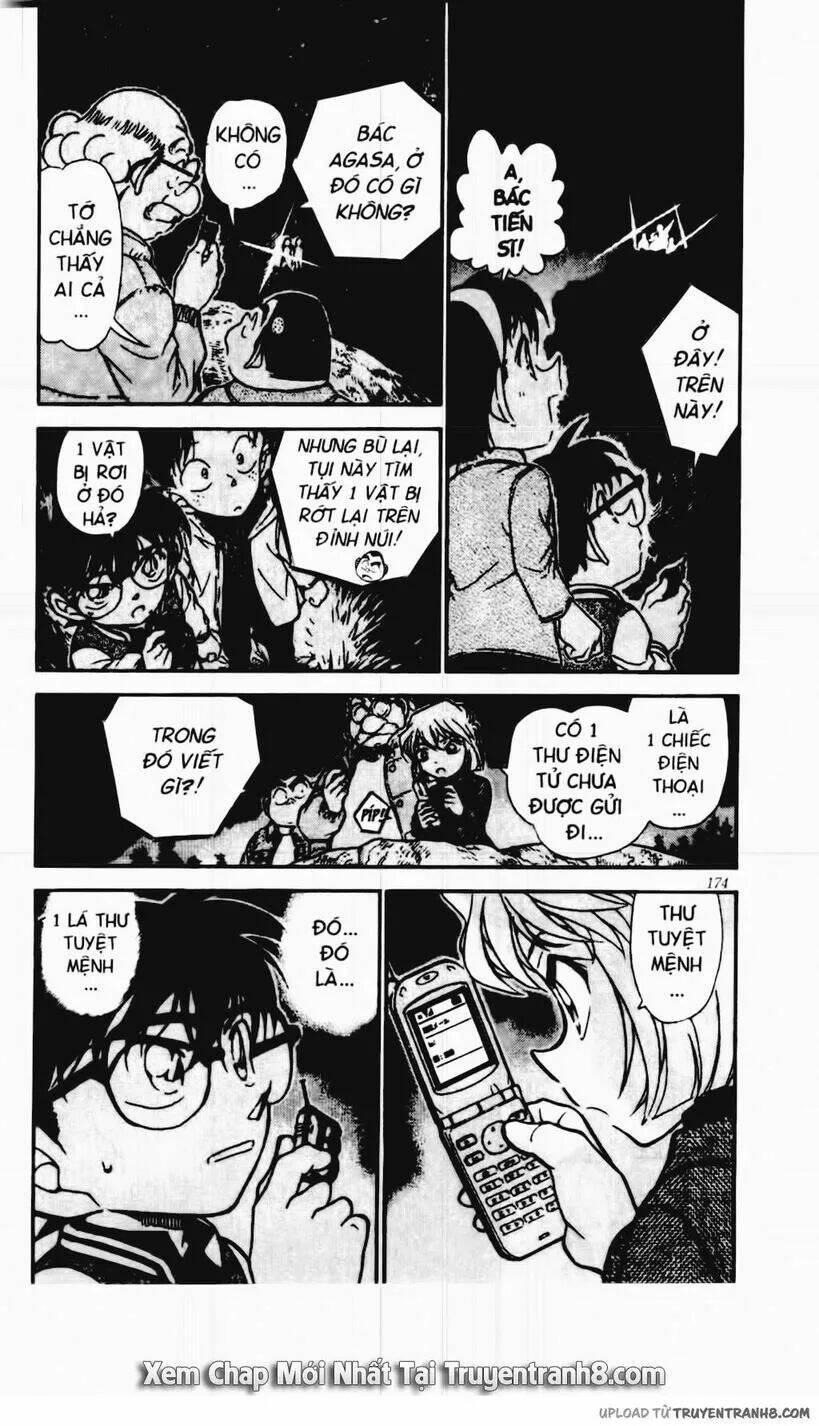 A,
BÁC
TIẾN
SĨ!
Ở
ĐÂY!
TRÊN
NÀY!
BÁC
AGASA, Ở
ĐÓ CÓ GÌ
KHÔNG?
KHÔNG
CÓ
...
TỚ
CHẲNG
THẤY
AI CẢ
...
NHƯNG BÙ LẠI,
TỤI NÀY TÌM
THẤY 1 VẬT BỊ
RỚT LẠI TRÊN
ĐỈNH NÚI!
1 VẬT
BỊ RƠI
Ở ĐÓ
HẢ?
LÀ
1 CHIẾC
ĐIỆN
THOẠI
...
CÓ 1
THƯ ĐIỆN
TỬ CHƯA
ĐƯỢC GỬI
ĐI...
PÍP!
TRONG
ĐÓ VIẾT
GÌ?!
174
THƯ
TUYỆT
MỆNH
...
ĐÓ...
ĐÓ
LÀ...
1 LÁ THƯ
TUYỆT
MỆNH
...
Xem Chap Mới Nhất Tại Truyentranh8.com
UPLOAD TỪ TRUYENTRANH8.COM